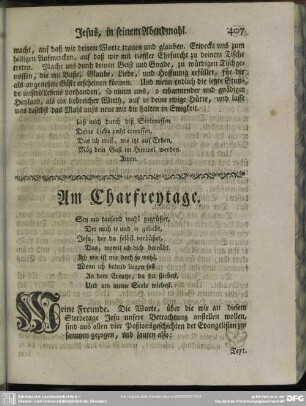 Jesus, in seinem Abendmahl. 407
macht, auf daß wir deinen Worte trauen und glauben. Erwecke uns zum
heiligen Aufmercken, auf daß wir mit tieffter Ehrfurcht zu deinem Tische
treten. Mache uns durch deinen Geist und Gnade, zu würdigen Tischge-
nossen, die mit Busse, Glaube, Liebe, und Hoffnung erfüllet, für dir
als angenehme Gäste erscheinen können. Und wenn endlich die letzte Stunde
unsers Lebens vorhanden, so nimm uns, o erbarmender und gnädiger
Heyland, als ein liebreicher Wirth, auf in deine ewige Hütte, und lasse
uns daselbst das Mahl aufs neue mit dir halten in Ewigkeit.
Laß mich durch diß Seelenessen
Deine Liebe recht ermessen,
Daß ich auch, wie itzt auf Erden,
Mög dein Gast im Himmel werden.
Amen.
Am Charfreytage.
Sey mir tausend mahl gegrüsset,
Der mich ie und ie geliebt,
Jesu, der du selbst gebüsset,
Das, womit ich dich betrübt.
Ach wie ist mir doch so wohl,
Wenn ich knieend liegen soll
An dem Creutze, da du stirbest
Und um meine Seele wirbest.
Meine Freunde. Die Worte, über die wir an diesem
Sterbetage Jesu unsere Betrachtung anstellen wollen,
sind aus allen vier Paßionsgeschichten der Evangelisten zu-
sammen gezogen, und lauten also:
Text.